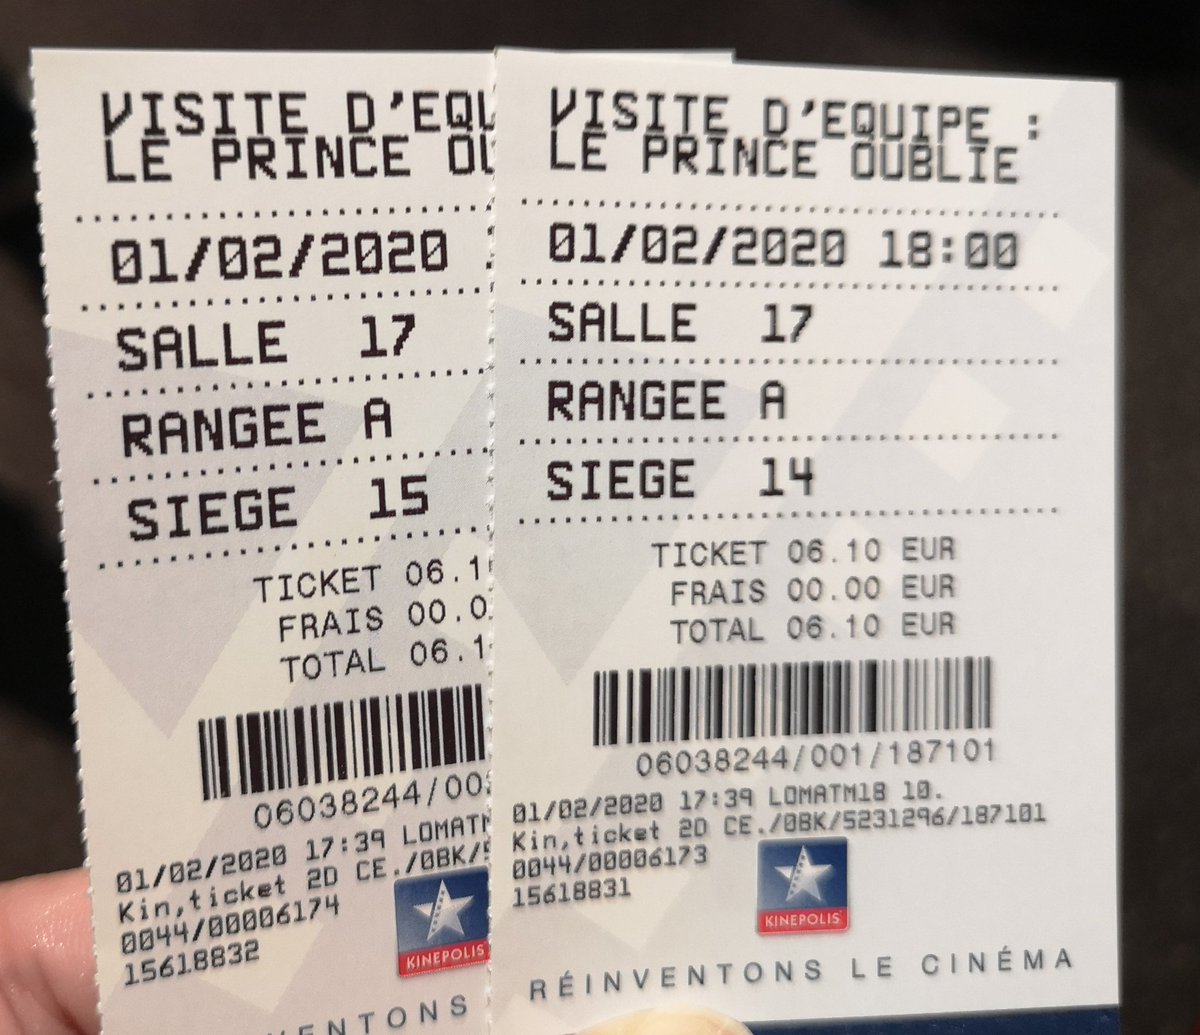 VISITE D'EQU
LE PRINCE OU
01/02/2020
SALLE 17
RANGEE A
SIEGE 15
TICKET 06.1
FRAIS 00.0
TOTAL 06.1
06038244/00
01/02/2020 17:39 LOMATM
Kin,ticket 2D CE./0BK/5
0044/00006174
15618832
KINEPOLIS
VENTONS
VISITE D'EQUIPE :
LE PRINCE OUBLIE
01/02/2020 18:00
SALLE 17
RANGEE A
SIEGE 14
TICKET 06.10 EUR
FRAIS 00.00 EUR
TOTAL 06.10 EUR
06038244/001/187101
01/02/2020 17:39 LOMATM18 10.
Kin,ticket 2D CE./0BK/5231296/187101
0044/00006173
15618831
KINEPOLIS
RÉINVENTONS LE CINÉMA